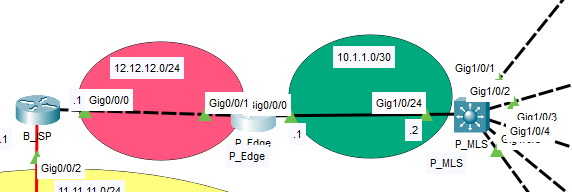 12.12.12.0/24
10.1.1.0/30
Gig1/0/1
Gig1/0/2
.1 Gig0/0/0
Gig0/0/1
ig0/0/0
Gig1/0/24
Gig1/0/3
Gig1/0/4
.1
.2
B_SP
P_Edge
P_MLS
.1
P_Edge
P_MLS
Gig0/0/2
11.11.11.0/24